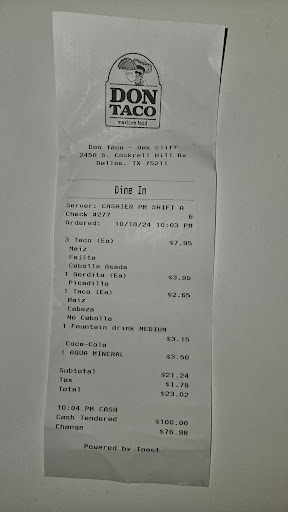 DON
TACO
mexican food
Don Taco - Oak Cliff
2450 S. Cockrell Hill Rx
Dallas, TX 75211
Dine In
Server: CASHIER PM SHIFT A
Check #277 6
Ordered: 10/18/24 10:03 PM
3 Taco (Ea) $7.95
Maiz
Fajita
Cebolla Asada
1 Gordita (Ea) $3.99
Picadillo
1 Taco (Ea) $2.65
Maiz
Cabeza
No Cebolla
1 Fountain drink MEDIUM
$3.15
Coca-Cola
1 AGUA MINERAL $3.50
Subtotal $21.24
Tax $1.78
Total $23.02
10:04 PM CASH
Cash Tendered $100.00
Change $76.98
Powered by Toast